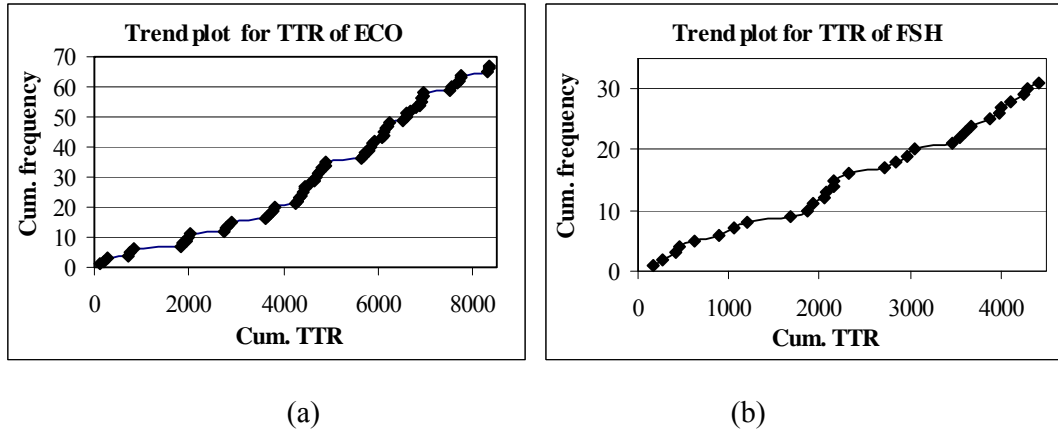 Trend plot for TTR of ECO
Cum. frequency
70
60
50
40
30
20
10
0
0 2000 4000 6000 8000
Cum. TTR
Trend plot for TTR of FSH
Cum. frequency
30
20
10
0
0 1000 2000 3000 4000
Cum. TTR
(a) (b)